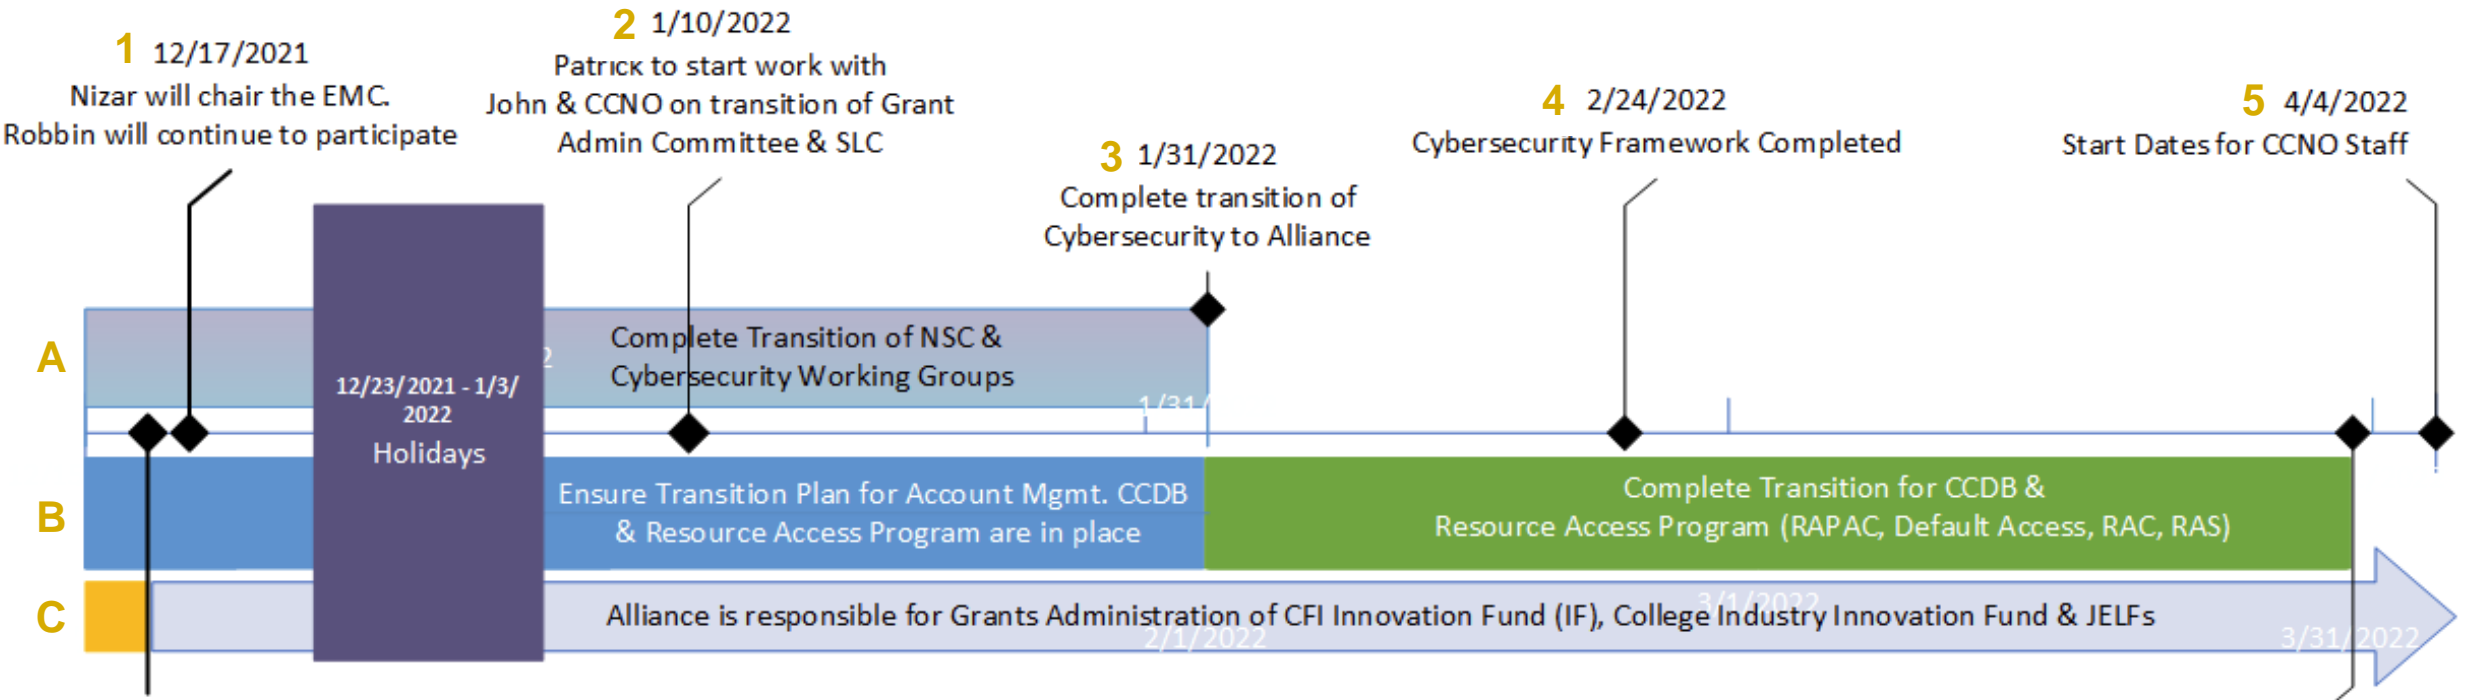 1 12/17/2021
Nizar will chair the EMC.
Robbin will continue to participate
2 1/10/2022
Patrick to start work with
John & CCNO on transition of Grant
Admin Committee & SLC
3 1/31/2022
Complete transition of
Cybersecurity to Alliance
4 2/24/2022
Cybersecurity Framework Completed
5 4/4/2022
Start Dates for CCNO Staff
A
Complete Transition of NSC &
Cybersecurity Working Groups
2
1/31/
12/23/2021 - 1/3/
2022
Holidays
B
Ensure Transition Plan for Account Mgmt. CCDB
& Resource Access Program are in place
Complete Transition for CCDB &
Resource Access Program (RAPAC, Default Access, RAC, RAS)
C
Alliance is responsible for Grants Administration of CFI Innovation Fund (IF), College Industry Innovation Fund & JELFs
3/1/2022
2/1/2022
3/31/2022